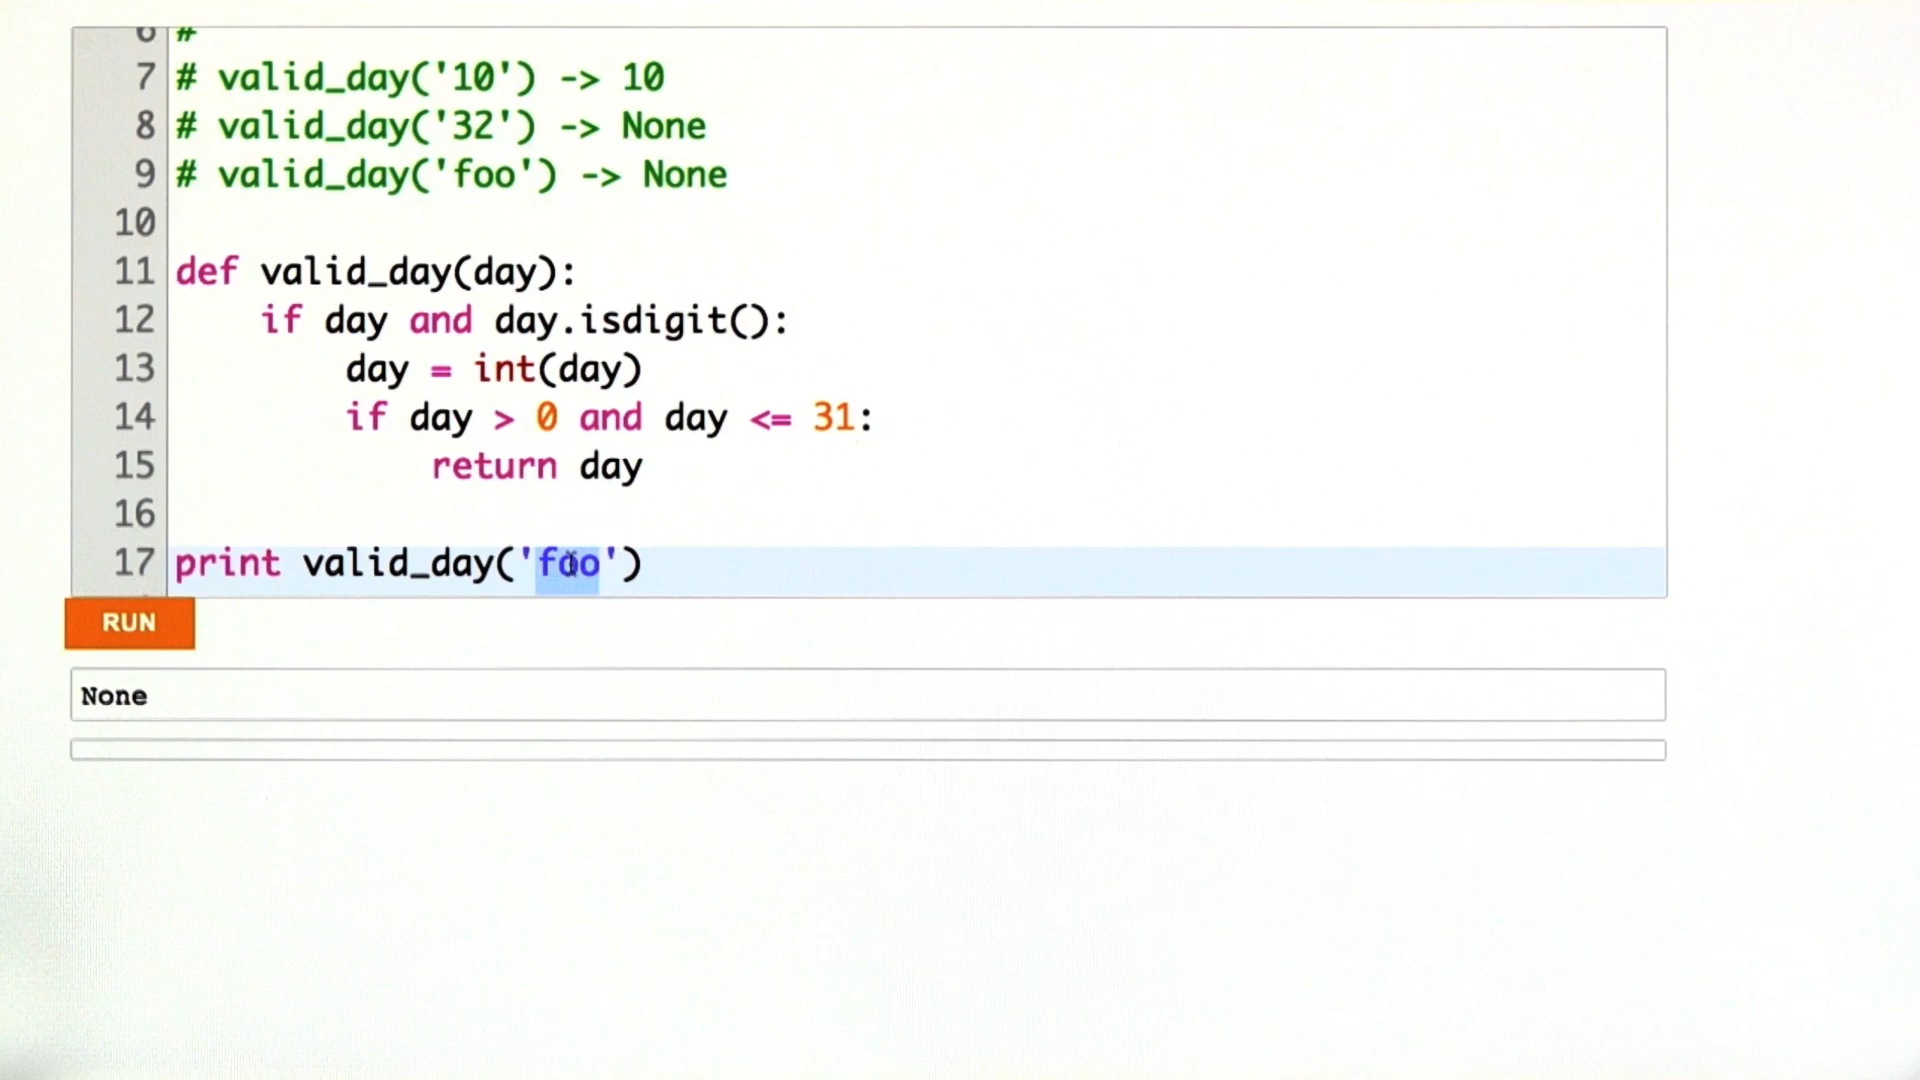 6 #
7 # valid_day('10') -> 10
8 # valid_day('32') -> None
9 # valid_day('foo') -> None
10
11 def valid_day(day):
12     if day and day.isdigit():
13         day = int(day)
14         if day > 0 and day <= 31:
15             return day
16
17 print valid_day('foo')
RUN
None